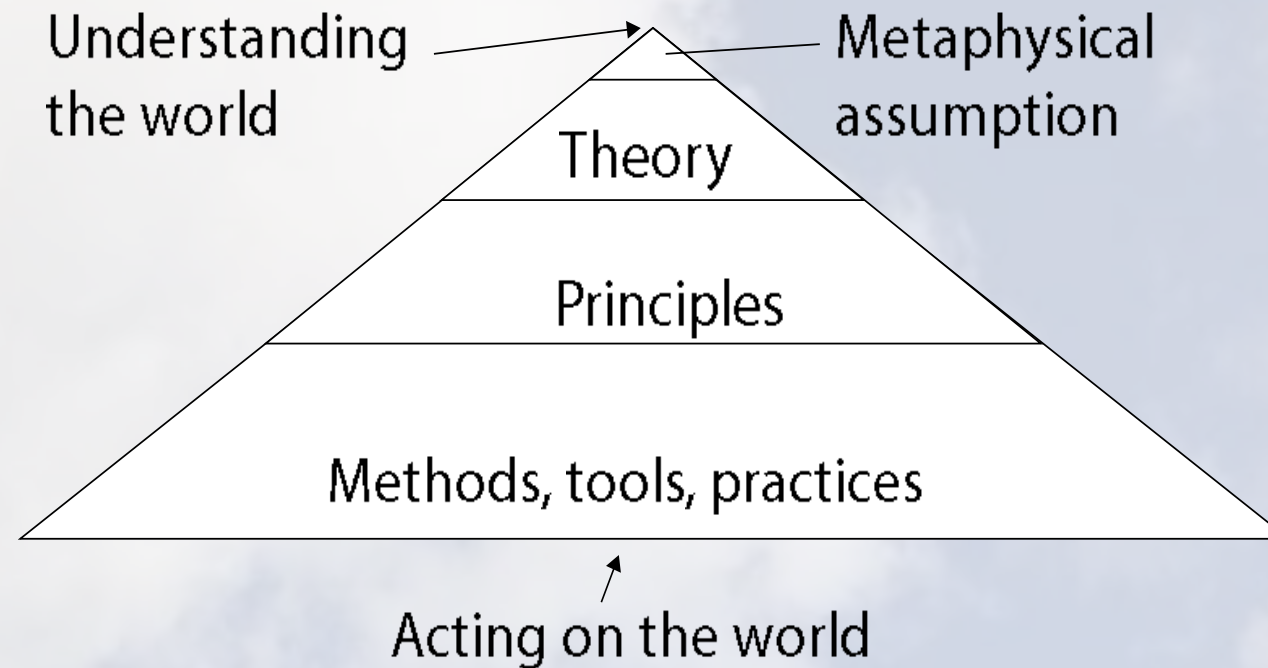 Understanding
the world
Metaphysical
assumption
Theory
Principles
Methods, tools, practices
Acting on the world